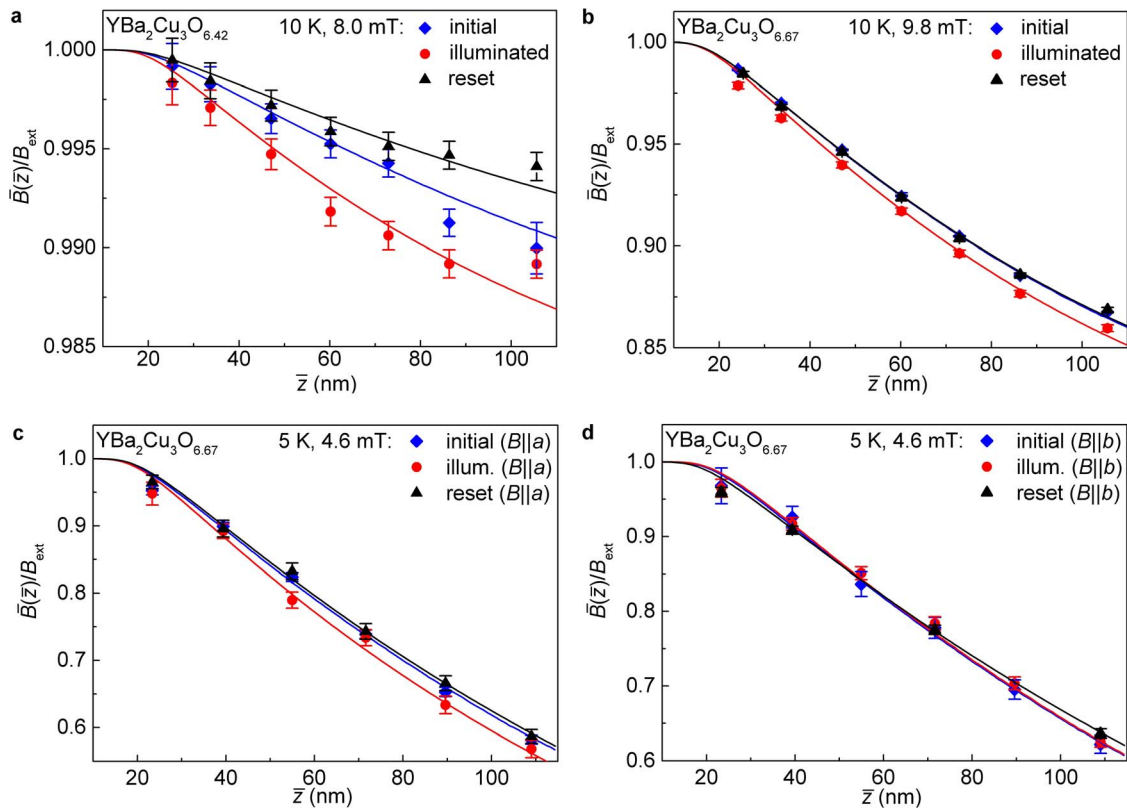 a
YBa2Cu3O6.42
10 K, 8.0 mT:
initial
illuminated
reset
1.000
0.995
0.990
0.985
B̄(z̄)/Bext
20 40 60 80 100
z̄ (nm)
b
YBa2Cu3O6.67
10 K, 9.8 mT:
initial
illuminated
reset
1.00
0.95
0.90
0.85
B̄(z̄)/Bext
20 40 60 80 100
z̄ (nm)
c
YBa2Cu3O6.67
5 K, 4.6 mT:
initial (B||a)
illum. (B||a)
reset (B||a)
1.0
0.9
0.8
0.7
0.6
B̄(z̄)/Bext
20 40 60 80 100
z̄ (nm)
d
YBa2Cu3O6.67
5 K, 4.6 mT:
initial (B||b)
illum. (B||b)
reset (B||b)
1.0
0.9
0.8
0.7
0.6
B̄(z̄)/Bext
20 40 60 80 100
z̄ (nm)